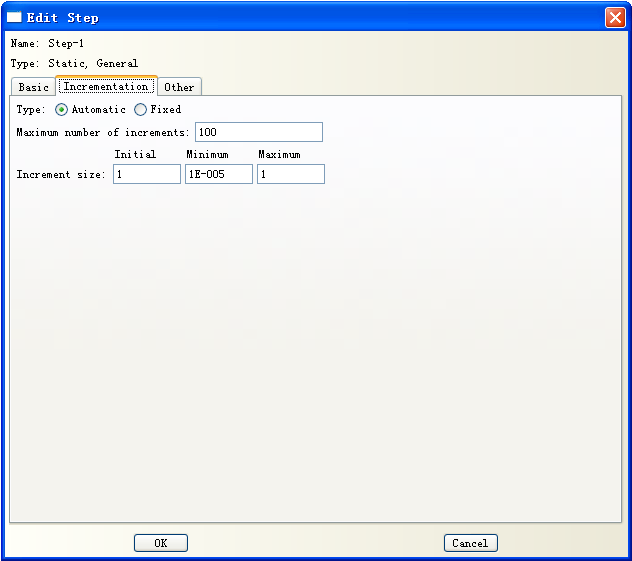 Edit Step
Name: Step-1
Type: Static, General
Basic Incrementation Other
Type: Automatic Fixed
Maximum number of increments: 100
Initial Minimum Maximum
Increment size: 1 1E-005 1
OK Cancel